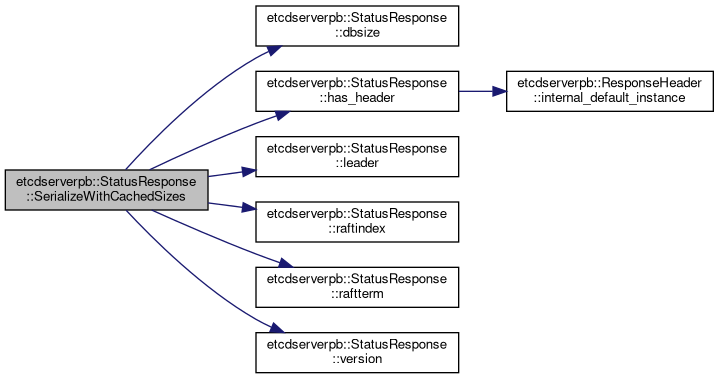 etcdserverpb::StatusResponse
::dbsize
etcdserverpb::StatusResponse
::has_header
etcdserverpb::ResponseHeader
::internal_default_instance
etcdserverpb::StatusResponse
::leader
etcdserverpb::StatusResponse
::SerializeWithCachedSizes
etcdserverpb::StatusResponse
::raftindex
etcdserverpb::StatusResponse
::raftterm
etcdserverpb::StatusResponse
::version